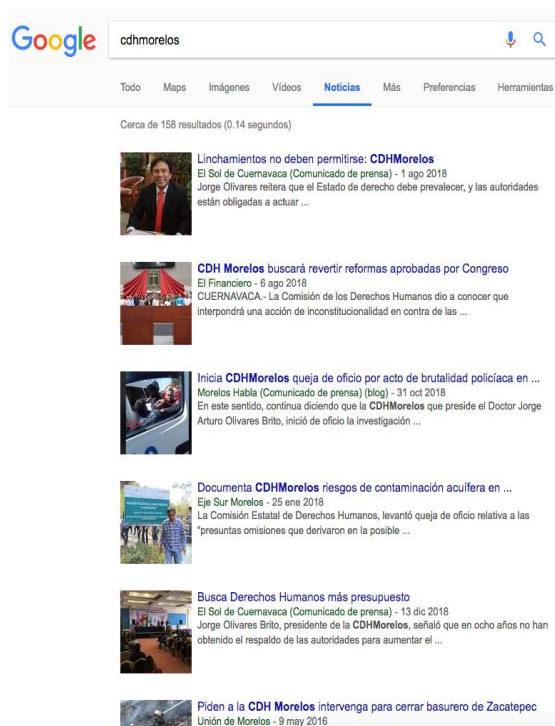 Google
cdhmorelos
Todo Maps Imágenes Vídeos Noticias Más Preferencias Herramientas
Cerca de 158 resultados (0.14 segundos)
Linchamientos no deben permitirse: CDHMorelos
El Sol de Cuernavaca (Comunicado de prensa) - 1 ago 2018
Jorge Olivares reitera que el Estado de derecho debe prevalecer, y las autoridades
están obligadas a actuar ...
CDH Morelos buscará revertir reformas aprobadas por Congreso
El Financiero - 6 ago 2018
CUERNAVACA.- La Comisión de los Derechos Humanos dio a conocer que
interpondrá una acción de inconstitucionalidad en contra de las ...
Inicia CDHMorelos queja de oficio por acto de brutalidad policíaca en ...
Morelos Habla (Comunicado de prensa) (blog) - 31 oct 2018
En este sentido, continua diciendo que la CDHMorelos que preside el Doctor Jorge
Arturo Olivares Brito, inició de oficio la investigación ...
Documenta CDHMorelos riesgos de contaminación acuífera en ...
Eje Sur Morelos - 25 ene 2018
La Comisión Estatal de Derechos Humanos, levantó queja de oficio relativa a las
"presuntas omisiones que derivaron en la posible ...
Busca Derechos Humanos más presupuesto
El Sol de Cuernavaca (Comunicado de prensa) - 13 dic 2018
Jorge Olivares Brito, presidente de la CDHMorelos, señaló que en ocho años no han
obtenido el respaldo de las autoridades para aumentar el ...
Piden a la CDH Morelos intervenga para cerrar basurero de Zacatepec
Unión de Morelos - 9 may 2016